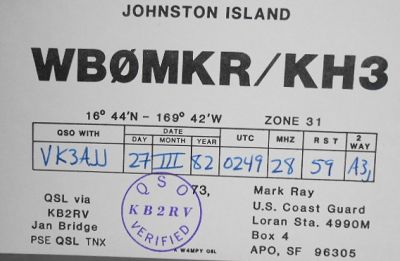 JOHNSTON ISLAND
WBØMKR/KH3
16° 44'N - 169° 42'W ZONE 31
QSO WITH DATE UTC MHZ R S T 2 WAY
DAY MONTH YEAR
VK3AJJ 27 III 82 0249 28 59 A3J
QSL via
KB2RV
Jan Bridge
PSE QSL TNX
QSO
KB2RV
VERIFIED
73,
Mark Ray
U.S. Coast Guard
Loran Sta. 4990M
Box 4
APO, SF 96305
W4MPY QSL